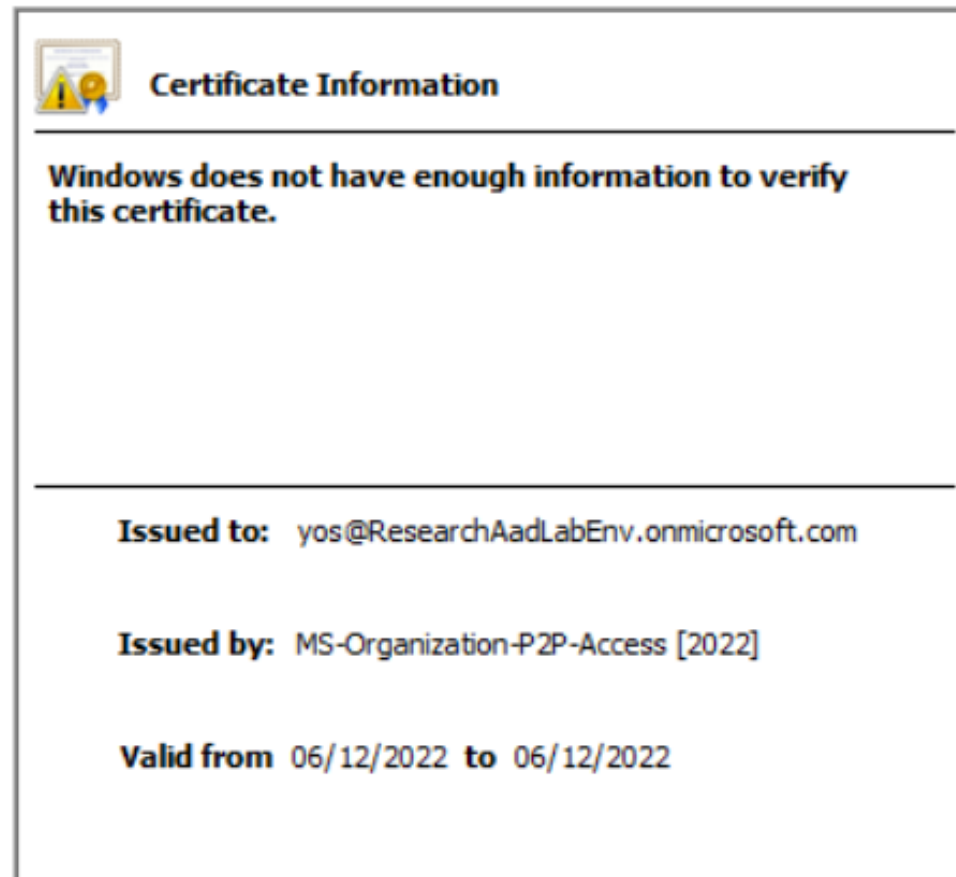 Certificate Information
Windows does not have enough information to verify
this certificate.
Issued to: yos@ResearchAadLabEnv.onmicrosoft.com
Issued by: MS-Organization-P2P-Access [2022]
Valid from 06/12/2022 to 06/12/2022